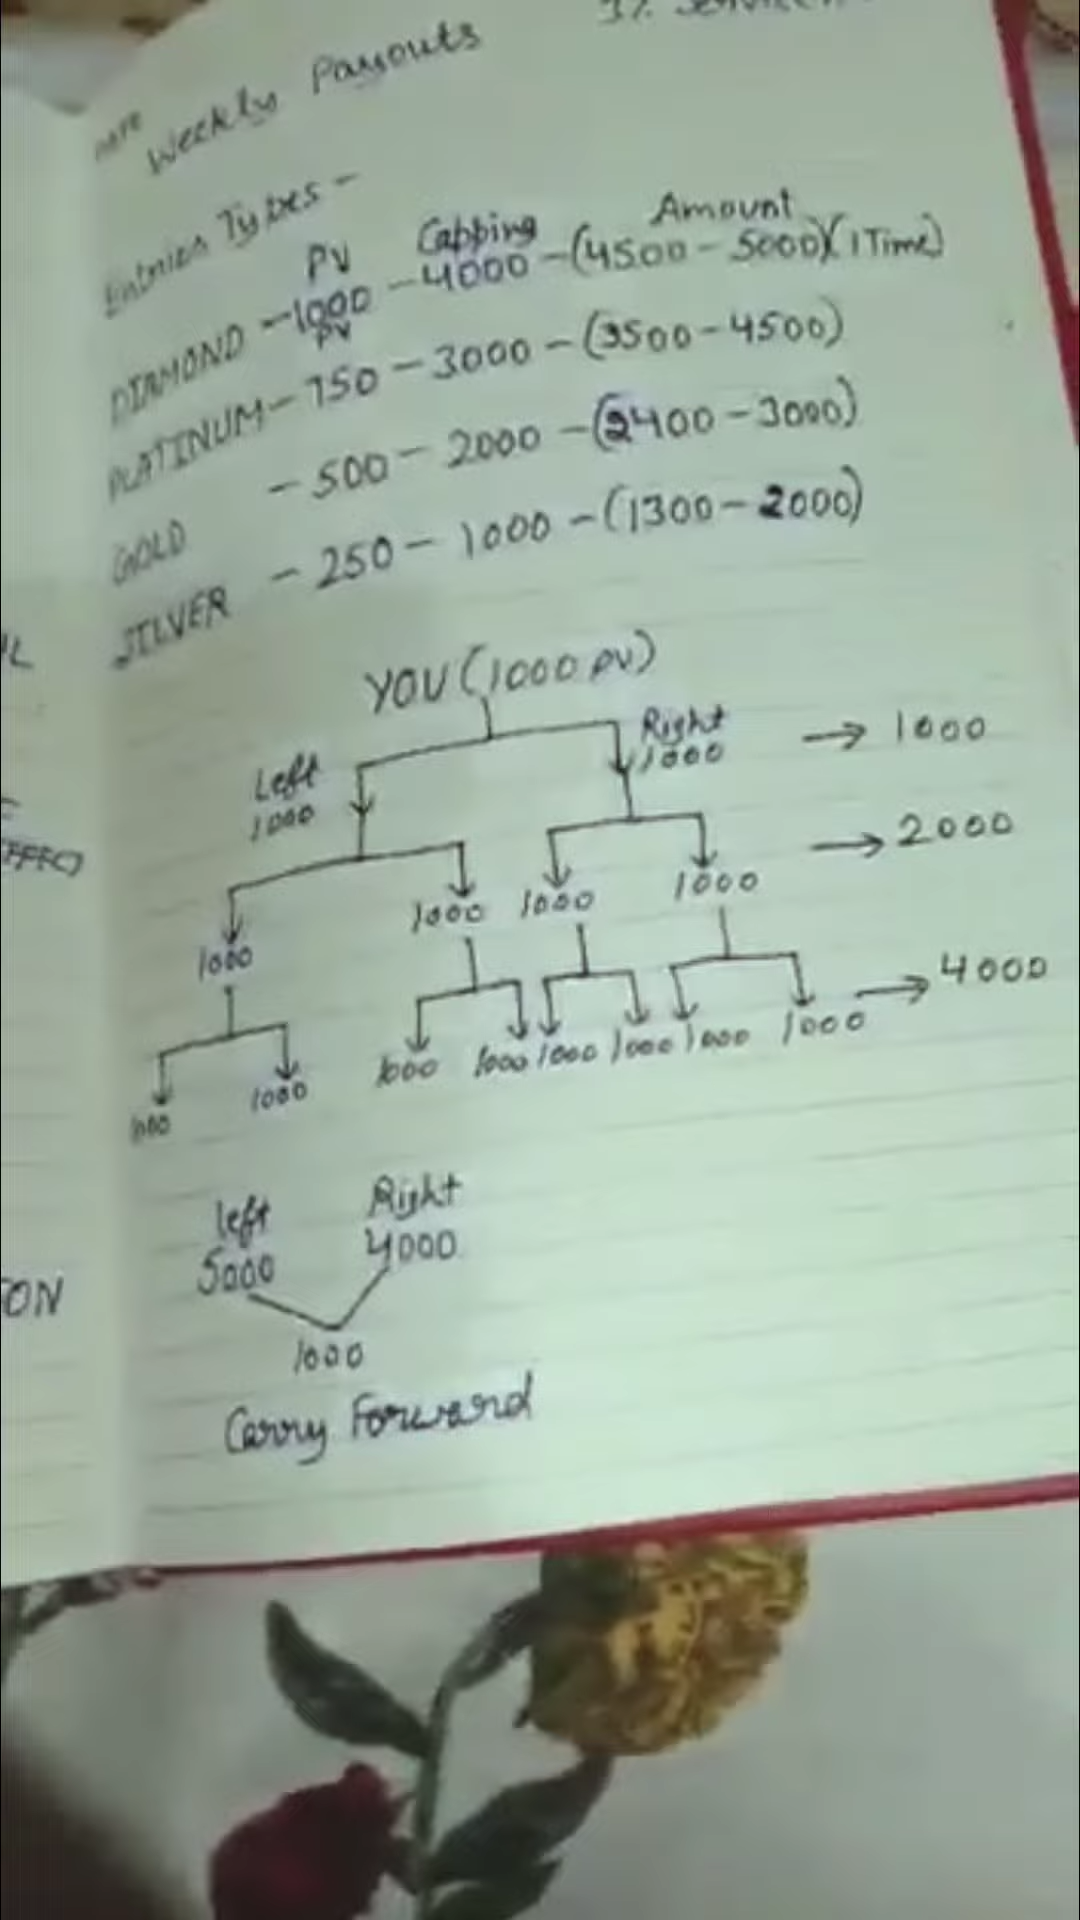 Weekly Payouts
Entries Types -
PV Capping Amount
DIAMOND - 1000 - 4000 - (4500 - 5000)(1 Time)
PV
PLATINUM - 750 - 3000 - (3500 - 4500)
GOLD - 500 - 2000 - (2400 - 3000)
SILVER - 250 - 1000 - (1300 - 2000)
YOU (1000 PV)
Left Right
1000 1000 → 1000
1000 1000 1000 1000 → 2000
1000 1000 1000 1000 1000 1000 1000 1000 → 4000
left Right
5000 4000
1000
Carry Forward